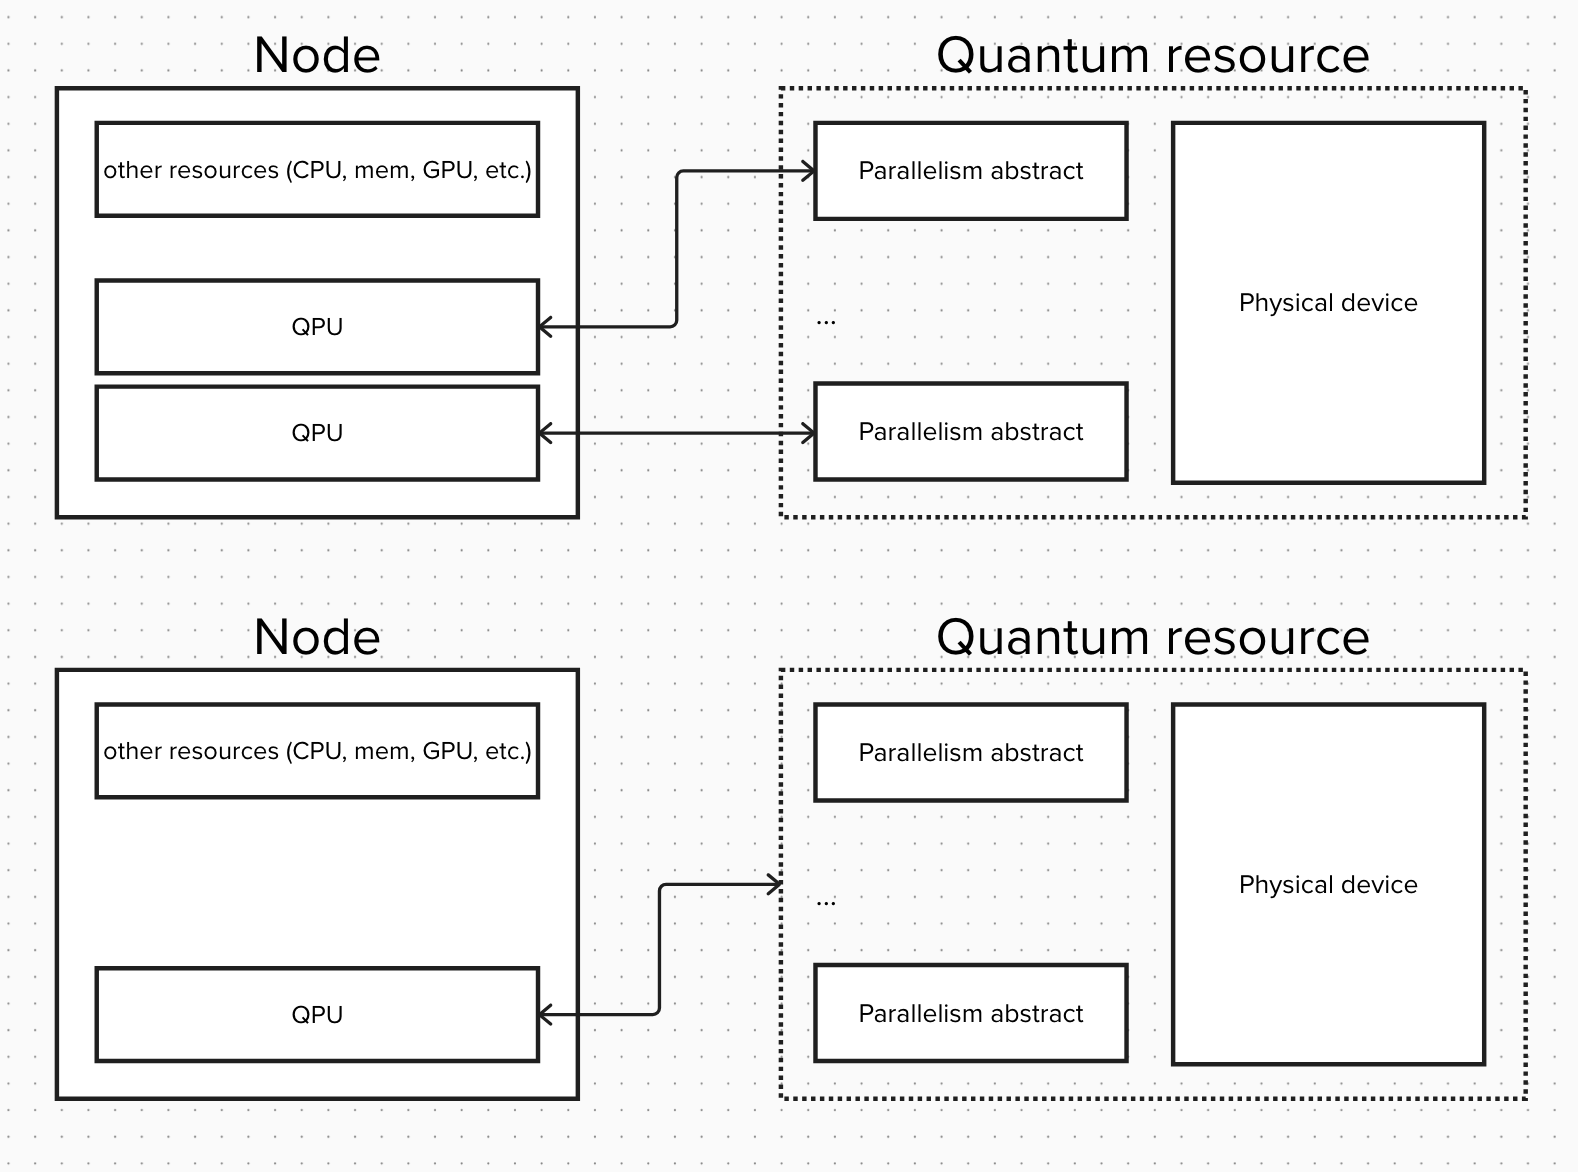 Node
Quantum resource
other resources (CPU, mem, GPU, etc.)
Parallelism abstract
Physical device
QPU
...
QPU
Parallelism abstract
Node
Quantum resource
other resources (CPU, mem, GPU, etc.)
Parallelism abstract
Physical device
...
QPU
Parallelism abstract